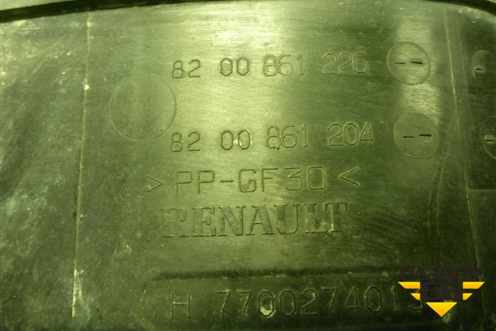 82 00 861 226 --
82 00 861 204 --
>PP-GF30<
RENAULT
H